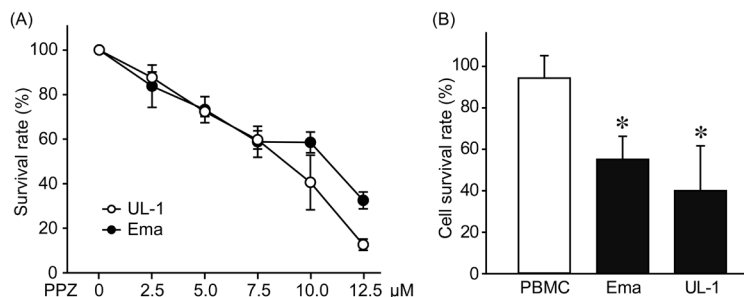 (A)
100
80
60
40
20
0
Survival rate (%)
UL-1
Ema
PPZ 0 2.5 5.0 7.5 10.0 12.5 μM
(B)
100
80
60
40
20
0
Cell survival rate (%)
* *
PBMC Ema UL-1